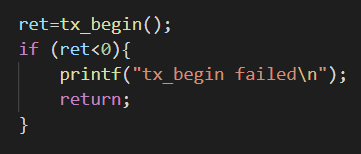 ret=tx_begin();
if (ret<0){
    printf("tx_begin failed\n");
    return;
}